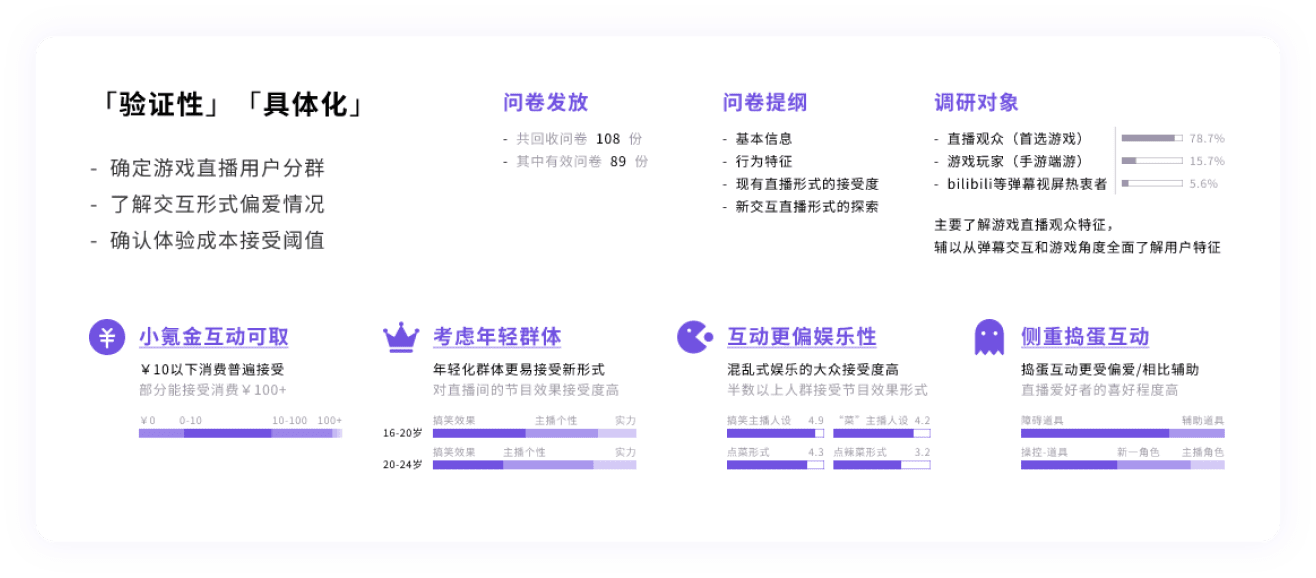 「验证性」「具体化」
- 确定游戏直播用户分群
- 了解交互形式偏爱情况
- 确认体验成本接受阈值
问卷发放
- 共回收问卷 108 份
- 其中有效问卷 89 份
问卷提纲
- 基本信息
- 行为特征
- 现有直播形式的接受度
- 新交互直播形式的探索
调研对象
- 直播观众（首选游戏） 78.7%
- 游戏玩家（手游端游） 15.7%
- bilibili等弹幕视屏热衷者 5.6%
主要了解游戏直播观众特征，
辅以从弹幕交互和游戏角度全面了解用户特征
¥
小氪金互动可取
￥10以下消费普遍接受
部分能接受消费￥100+
￥0 0-10 10-100 100+
考虑年轻群体
年轻化群体更易接受新形式
对直播间的节目效果接受度高
搞笑效果 主播个性 实力
16-20岁
搞笑效果 主播个性 实力
20-24岁
互动更偏娱乐性
混乱式娱乐的大众接受度高
半数以上人群接受节目效果形式
搞笑主播人设 4.9 “菜”主播人设 4.2
点菜形式 4.3 点辣菜形式 3.2
侧重捣蛋互动
捣蛋互动更受偏爱/相比辅助
直播爱好者的喜好程度高
障碍道具 辅助道具
操控-道具 新一角色 主播角色